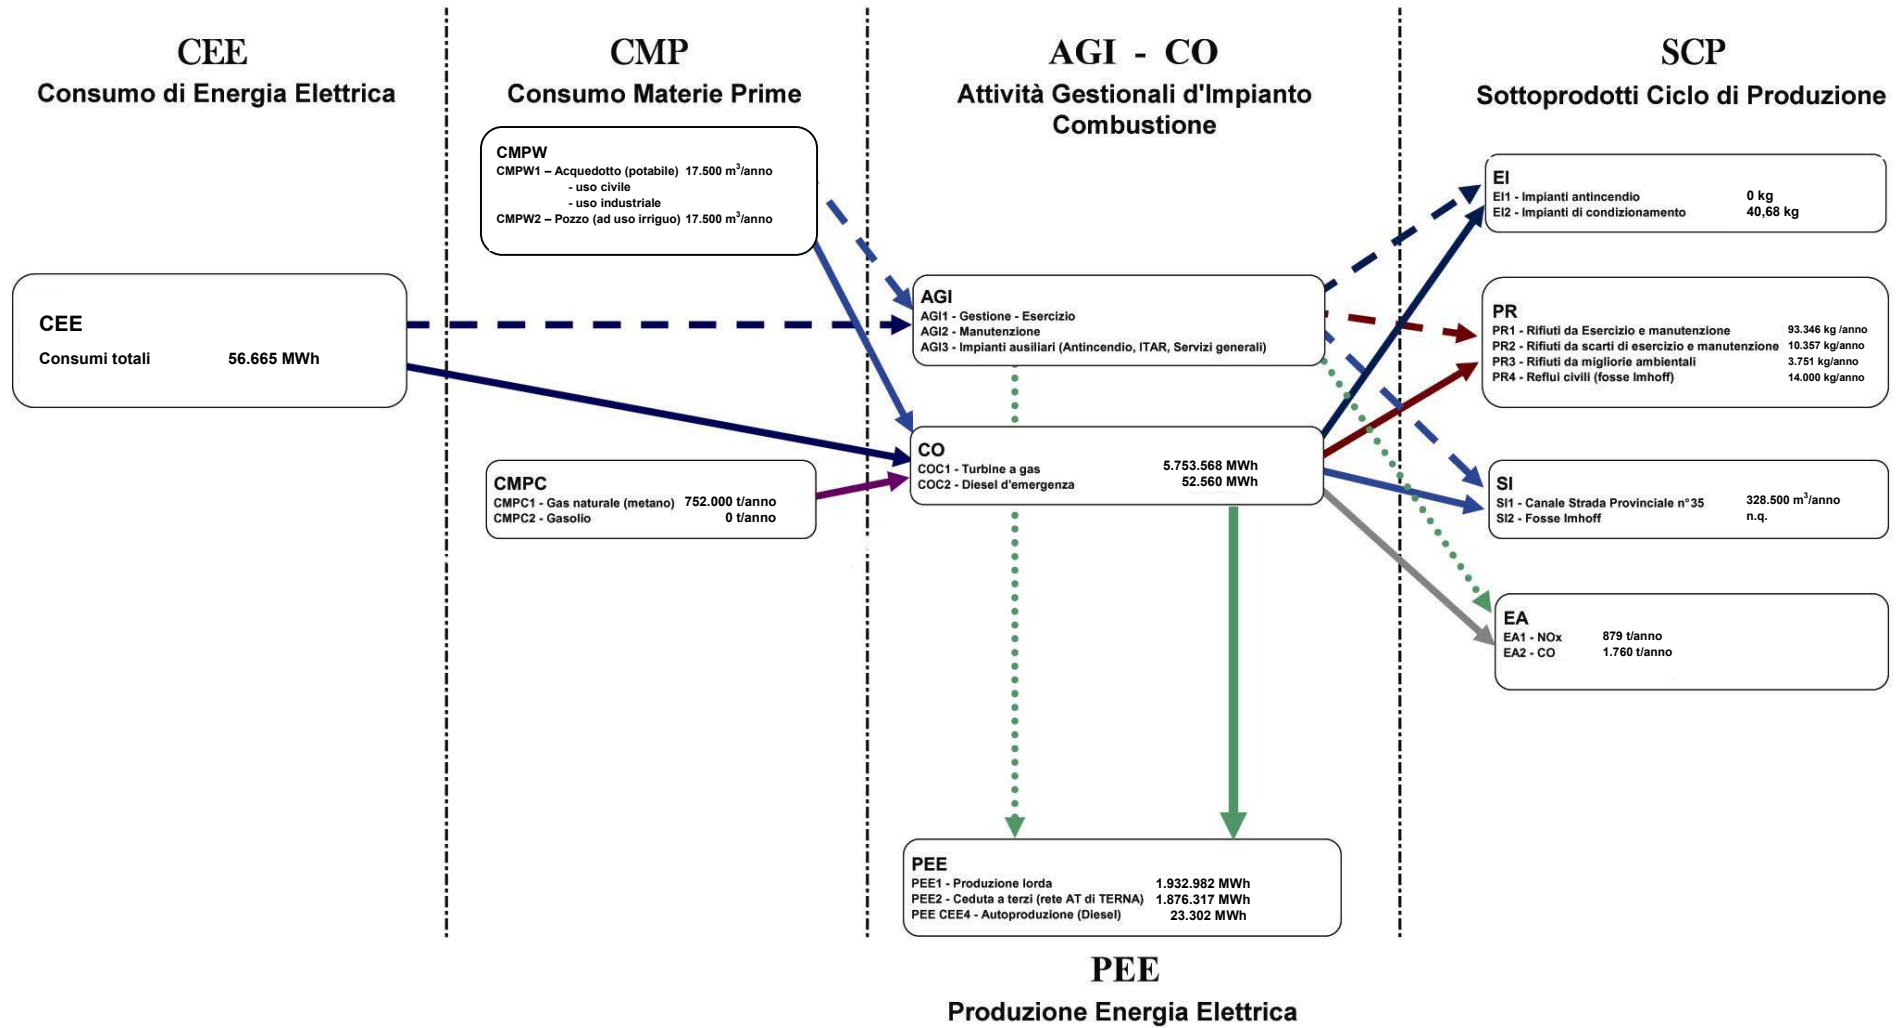 CEE
Consumo di Energia Elettrica
CMP
Consumo Materie Prime
AGI - CO
Attività Gestionali d'Impianto
Combustione
SCP
Sottoprodotti Ciclo di Produzione
CEE
Consumi totali 56.665 MWh
CMPW
CMPW1 – Acquedotto (potabile) 17.500 m³/anno
- uso civile
- uso industriale
CMPW2 – Pozzo (ad uso irriguo) 17.500 m³/anno
CMPC
CMPC1 - Gas naturale (metano) 752.000 t/anno
CMPC2 - Gasolio 0 t/anno
AGI
AGI1 - Gestione - Esercizio
AGI2 - Manutenzione
AGI3 - Impianti ausiliari (Antincendio, ITAR, Servizi generali)
CO
COC1 - Turbine a gas 5.753.568 MWh
COC2 - Diesel d'emergenza 52.560 MWh
EI
EI1 - Impianti antincendio 0 kg
EI2 - Impianti di condizionamento 40,68 kg
PR
PR1 - Rifiuti da Esercizio e manutenzione 93.346 kg /anno
PR2 - Rifiuti da scarti di esercizio e manutenzione 10.357 kg/anno
PR3 - Rifiuti da migliorie ambientali 3.751 kg/anno
PR4 - Reflui civili (fosse Imhoff) 14.000 kg/anno
SI
SI1 - Canale Strada Provinciale n°35 328.500 m³/anno
SI2 - Fosse Imhoff n.q.
EA
EA1 - NOx 879 t/anno
EA2 - CO 1.760 t/anno
PEE
PEE1 - Produzione lorda 1.932.982 MWh
PEE2 - Ceduta a terzi (rete AT di TERNA) 1.876.317 MWh
PEE CEE4 - Autoproduzione (Diesel) 23.302 MWh
PEE
Produzione Energia Elettrica